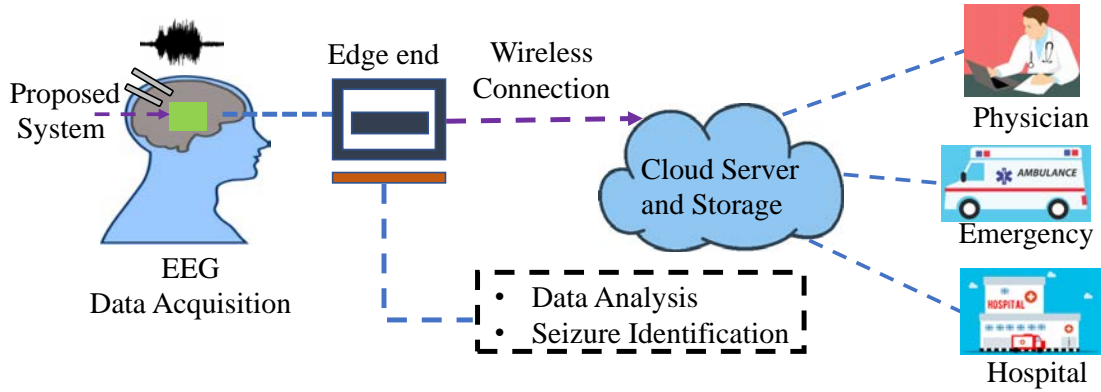 Proposed
System
EEG
Data Acquisition
Edge end
Wireless
Connection
Cloud Server
and Storage
• Data Analysis
• Seizure Identification
Physician
AMBULANCE
Emergency
HOSPITAL
Hospital